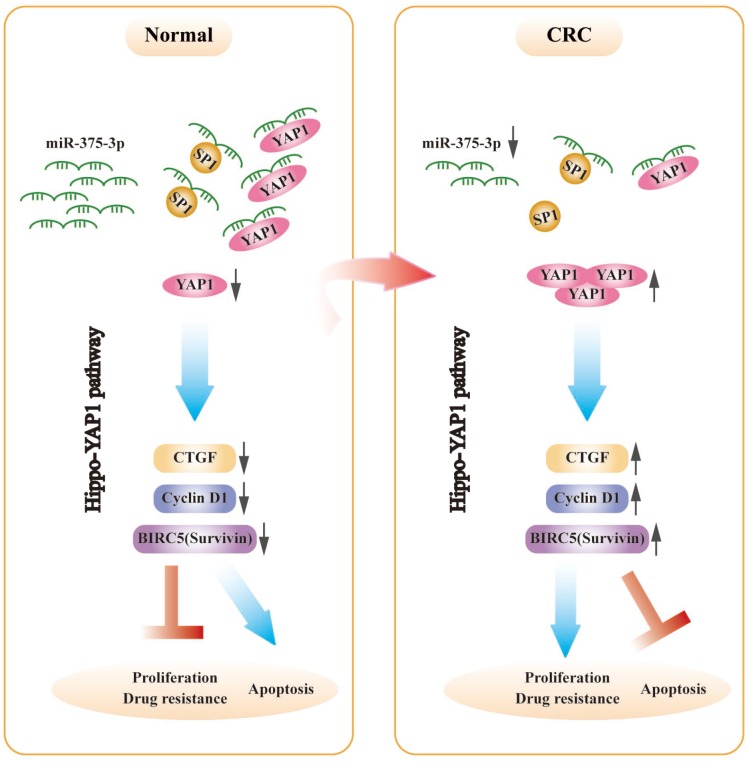 Normal
miR-375-3p
SP1
SP1
YAP1
YAP1
YAP1
YAP1
Hippo-YAP1 pathway
CTGF
Cyclin D1
BIRC5(Survivin)
Proliferation
Drug resistance
Apoptosis
CRC
miR-375-3p
SP1
YAP1
SP1
YAP1
YAP1
YAP1
Hippo-YAP1 pathway
CTGF
Cyclin D1
BIRC5(Survivin)
Proliferation
Drug resistance
Apoptosis